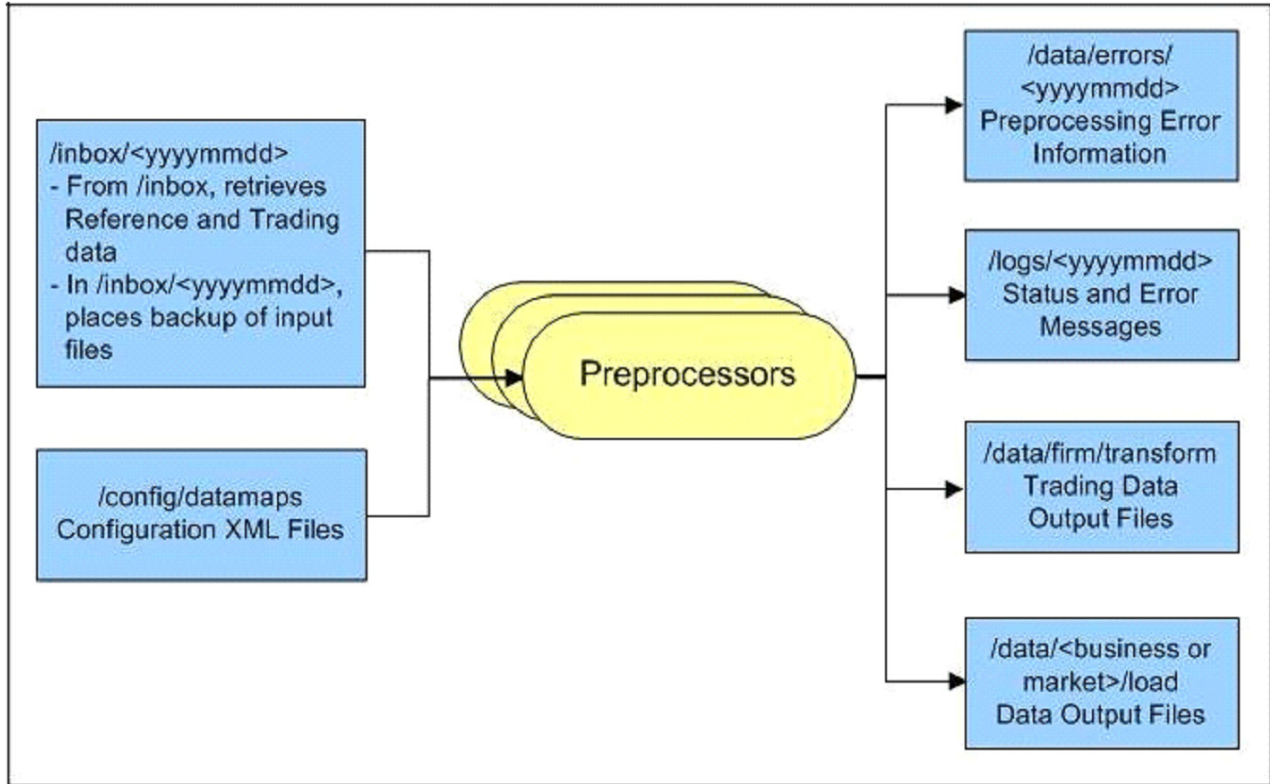 /inbox/<yyyymmdd>
- From /inbox, retrieves
Reference and Trading
data
- In /inbox/<yyyymmdd>,
places backup of input
files
/config/datamaps
Configuration XML Files
Preprocessors
/data/errors/
<yyyymmdd>
Preprocessing Error
Information
/logs/<yyyymmdd>
Status and Error
Messages
/data/firm/transform
Trading Data
Output Files
/data/<business or
market>/load
Data Output Files